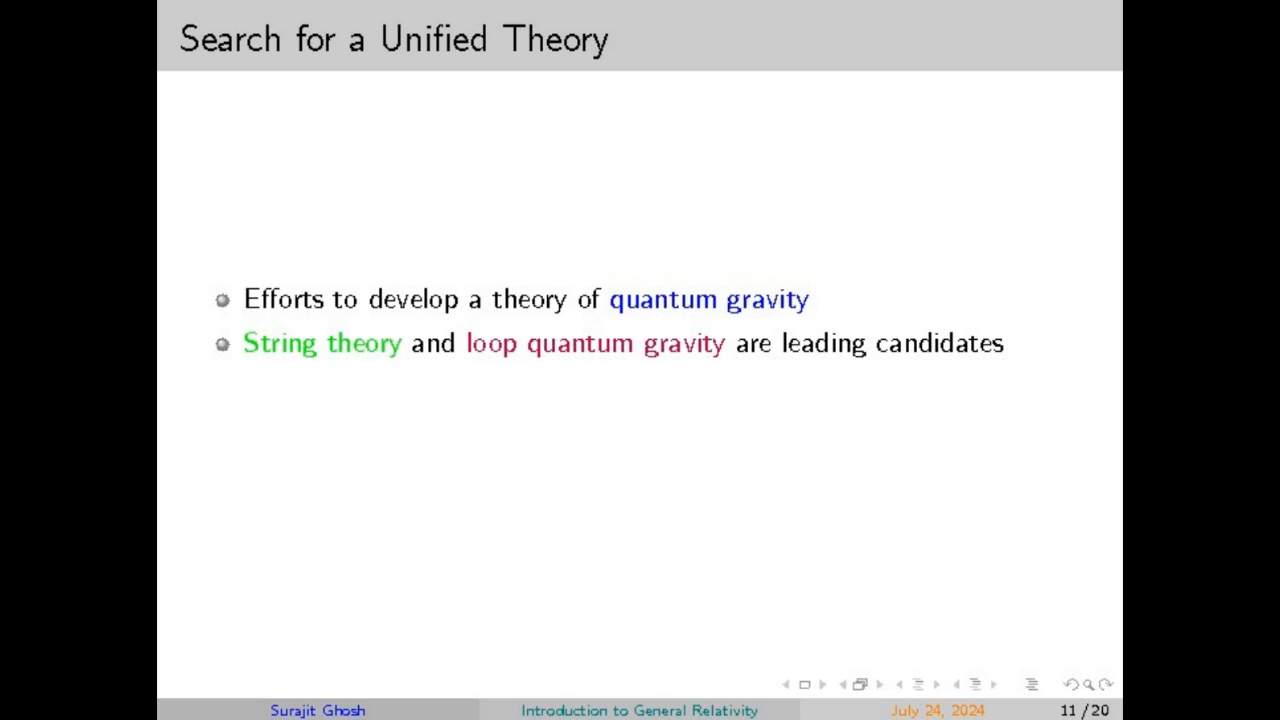 Search for a Unified Theory
Efforts to develop a theory of quantum gravity
String theory and loop quantum gravity are leading candidates
Surajit Ghosh Introduction to General Relativity July 24, 2024 11 / 20